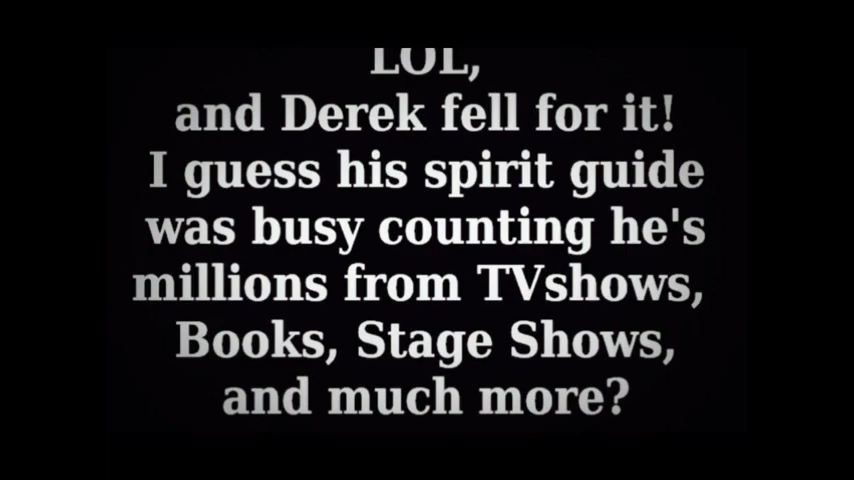 LOL,
and Derek fell for it!
I guess his spirit guide
was busy counting he's
millions from TVshows,
Books, Stage Shows,
and much more?